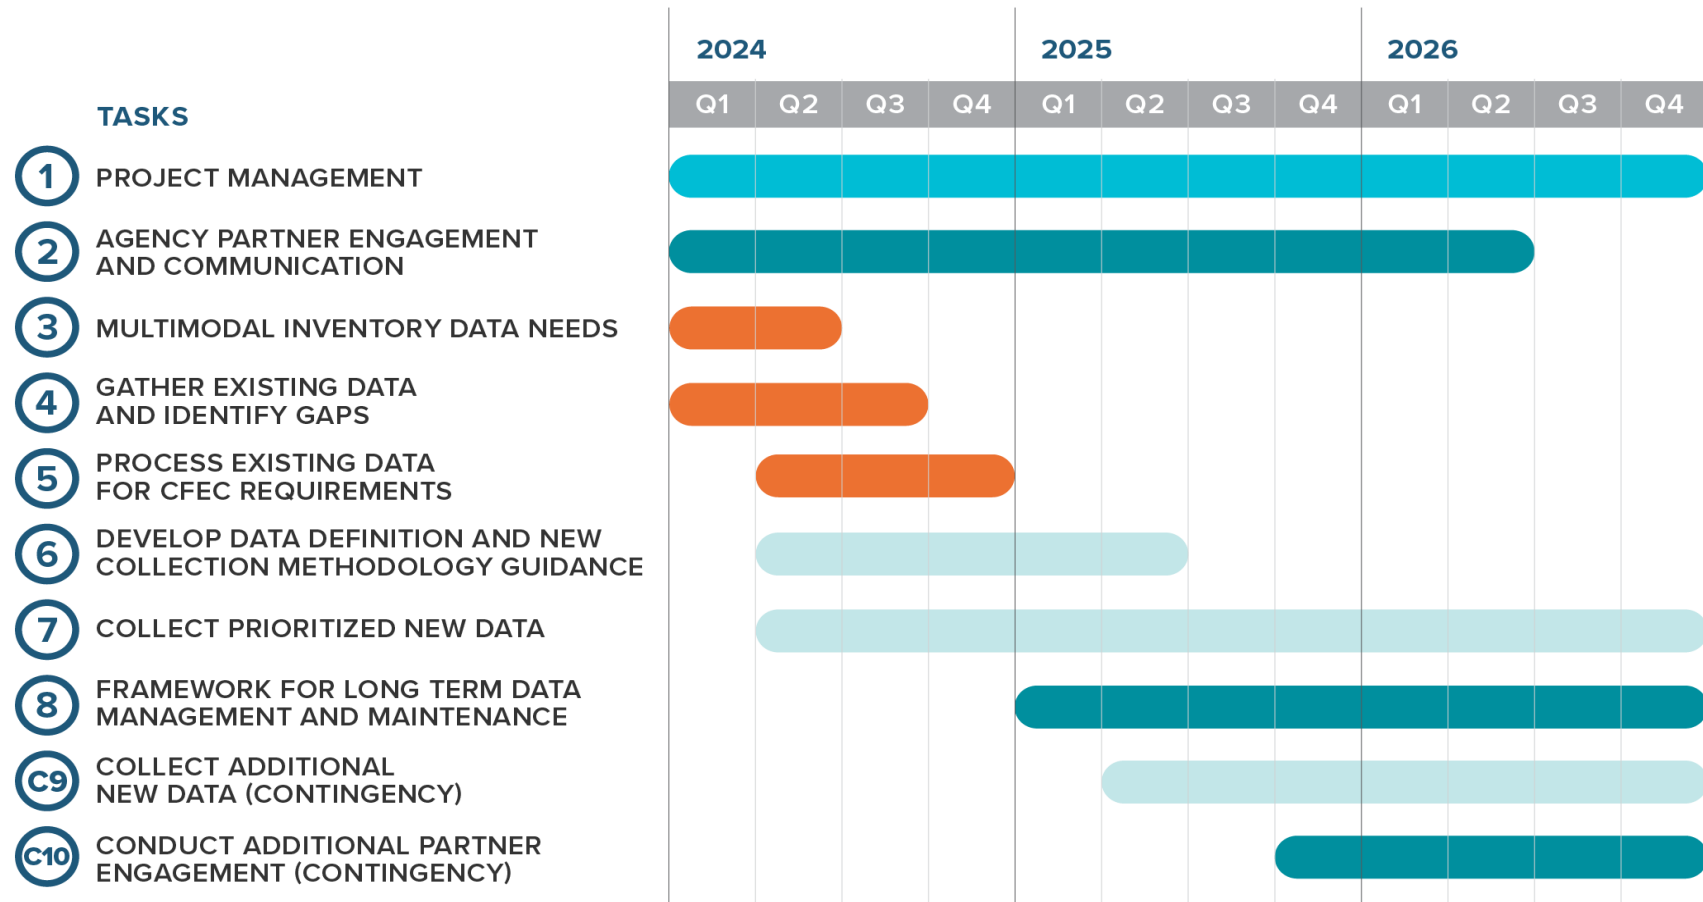 2024 2025 2026
Q1 Q2 Q3 Q4 Q1 Q2 Q3 Q4 Q1 Q2 Q3 Q4
TASKS
1 PROJECT MANAGEMENT
2 AGENCY PARTNER ENGAGEMENT
AND COMMUNICATION
3 MULTIMODAL INVENTORY DATA NEEDS
4 GATHER EXISTING DATA
AND IDENTIFY GAPS
5 PROCESS EXISTING DATA
FOR CFEC REQUIREMENTS
6 DEVELOP DATA DEFINITION AND NEW
COLLECTION METHODOLOGY GUIDANCE
7 COLLECT PRIORITIZED NEW DATA
8 FRAMEWORK FOR LONG TERM DATA
MANAGEMENT AND MAINTENANCE
C9 COLLECT ADDITIONAL
NEW DATA (CONTINGENCY)
C10 CONDUCT ADDITIONAL PARTNER
ENGAGEMENT (CONTINGENCY)